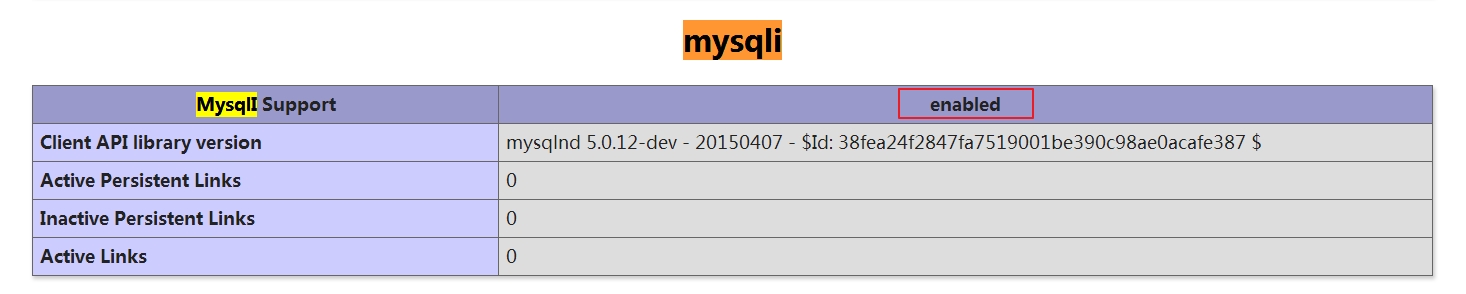 mysqli
MysqlI Support enabled
Client API library version mysqlnd 5.0.12-dev - 20150407 - $Id: 38fea24f2847fa7519001be390c98ae0acafe387 $
Active Persistent Links 0
Inactive Persistent Links 0
Active Links 0